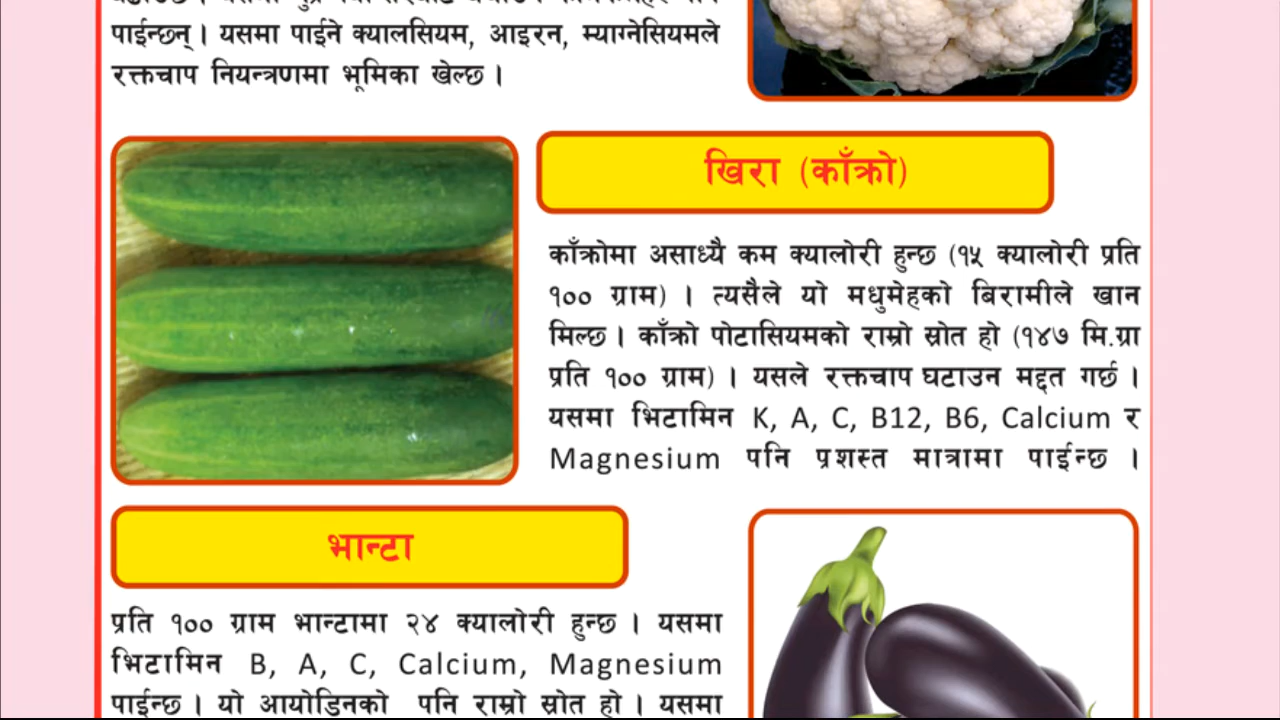 पाईन्छन् । यसमा पाईने क्यालसियम, आइरन, म्याग्नेसियमले
रक्तचाप नियन्त्रणमा भूमिका खेल्छ ।
खिरा (काँक्रो)
काँक्रोमा असाध्यै कम क्यालोरी हुन्छ (१५ क्यालोरी प्रति
१०० ग्राम) । त्यसैले यो मधुमेहको बिरामीले खान
मिल्छ । काँक्रो पोटासियमको राम्रो स्रोत हो (१४७ मि.ग्रा
प्रति १०० ग्राम) । यसले रक्तचाप घटाउन मद्दत गर्छ ।
यसमा भिटामिन K, A, C, B12, B6, Calcium र
Magnesium पनि प्रशस्त मात्रामा पाईन्छ ।
भान्टा
प्रति १०० ग्राम भान्टामा २४ क्यालोरी हुन्छ । यसमा
भिटामिन B, A, C, Calcium, Magnesium
पाईन्छ । यो आयोडिनको पनि राम्रो स्रोत हो । यसमा